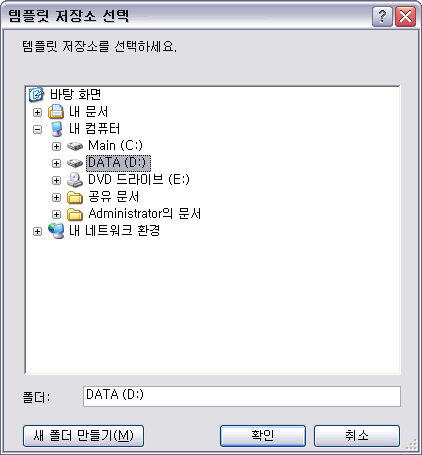 템플릿 저장소 선택
템플릿 저장소를 선택하세요.
바탕 화면
내 문서
내 컴퓨터
Main (C:)
DATA (D:)
DVD 드라이브 (E:)
공유 문서
Administrator의 문서
내 네트워크 환경
폴더: DATA (D:)
새 폴더 만들기(M) 확인 취소